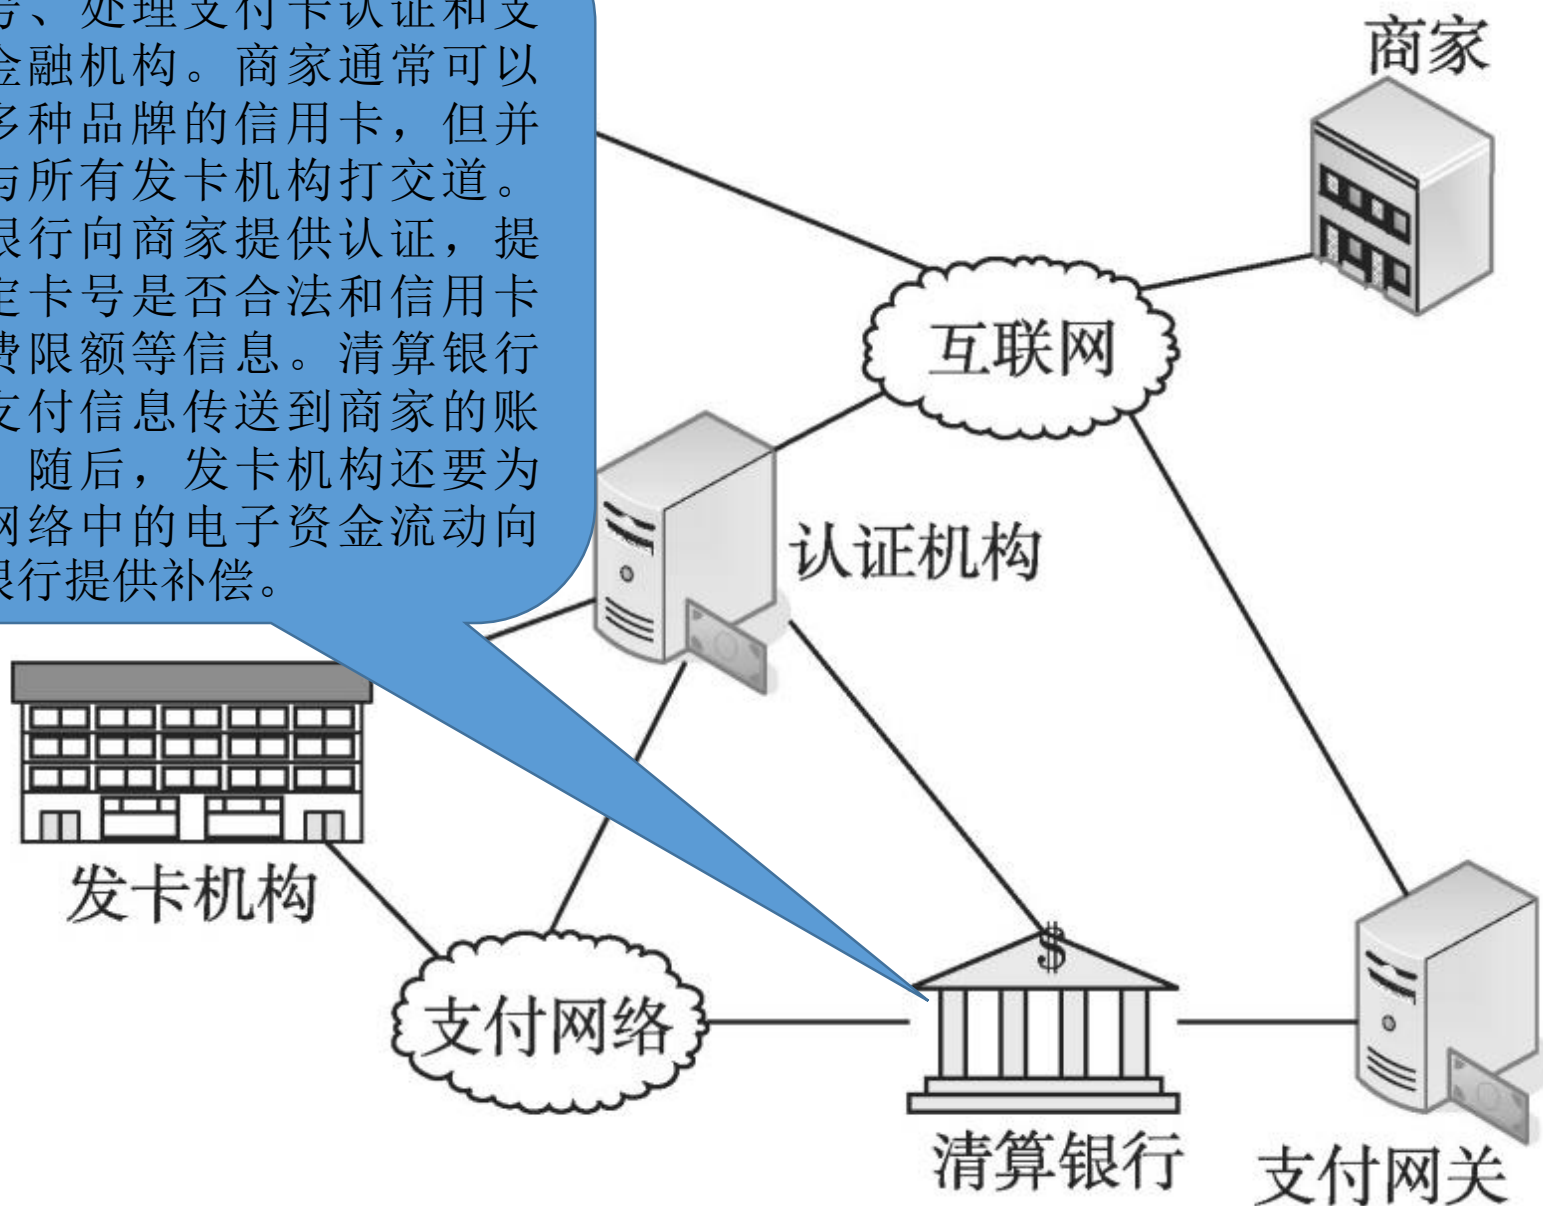 号、处理支付卡认证和支
金融机构。商家通常可以
多种品牌的信用卡，但并
与所有发卡机构打交道。
银行向商家提供认证，提
定卡号是否合法和信用卡
费限额等信息。清算银行
支付信息传送到商家的账
随后，发卡机构还要为
网络中的电子资金流动向
银行提供补偿。
商家
互联网
认证机构
发卡机构
支付网络
$
清算银行
支付网关